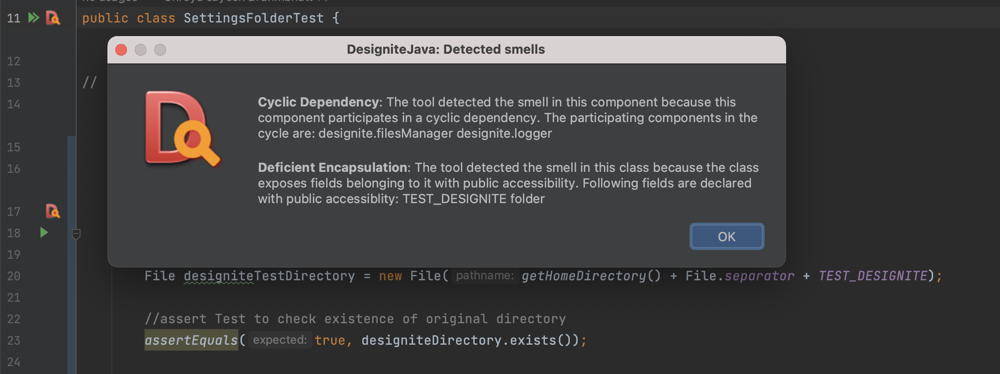 11 public class SettingsFolderTest {
DesigniteJava: Detected smells
12
13 //
14
Cyclic Dependency: The tool detected the smell in this component because this
component participates in a cyclic dependency. The participating components in the
cycle are: designite.filesManager designite.logger
15
16
Deficient Encapsulation: The tool detected the smell in this class because the class
exposes fields belonging to it with public accessibility. Following fields are declared
with public accessiblity: TEST_DESIGNITE folder
17
18
OK
19
20 File designiteTestDirectory = new File( pathname: getHomeDirectory() + File.separator + TEST_DESIGNITE);
21
22 //assert Test to check existence of original directory
23 assertEquals( expected: true, designiteDirectory.exists());
24